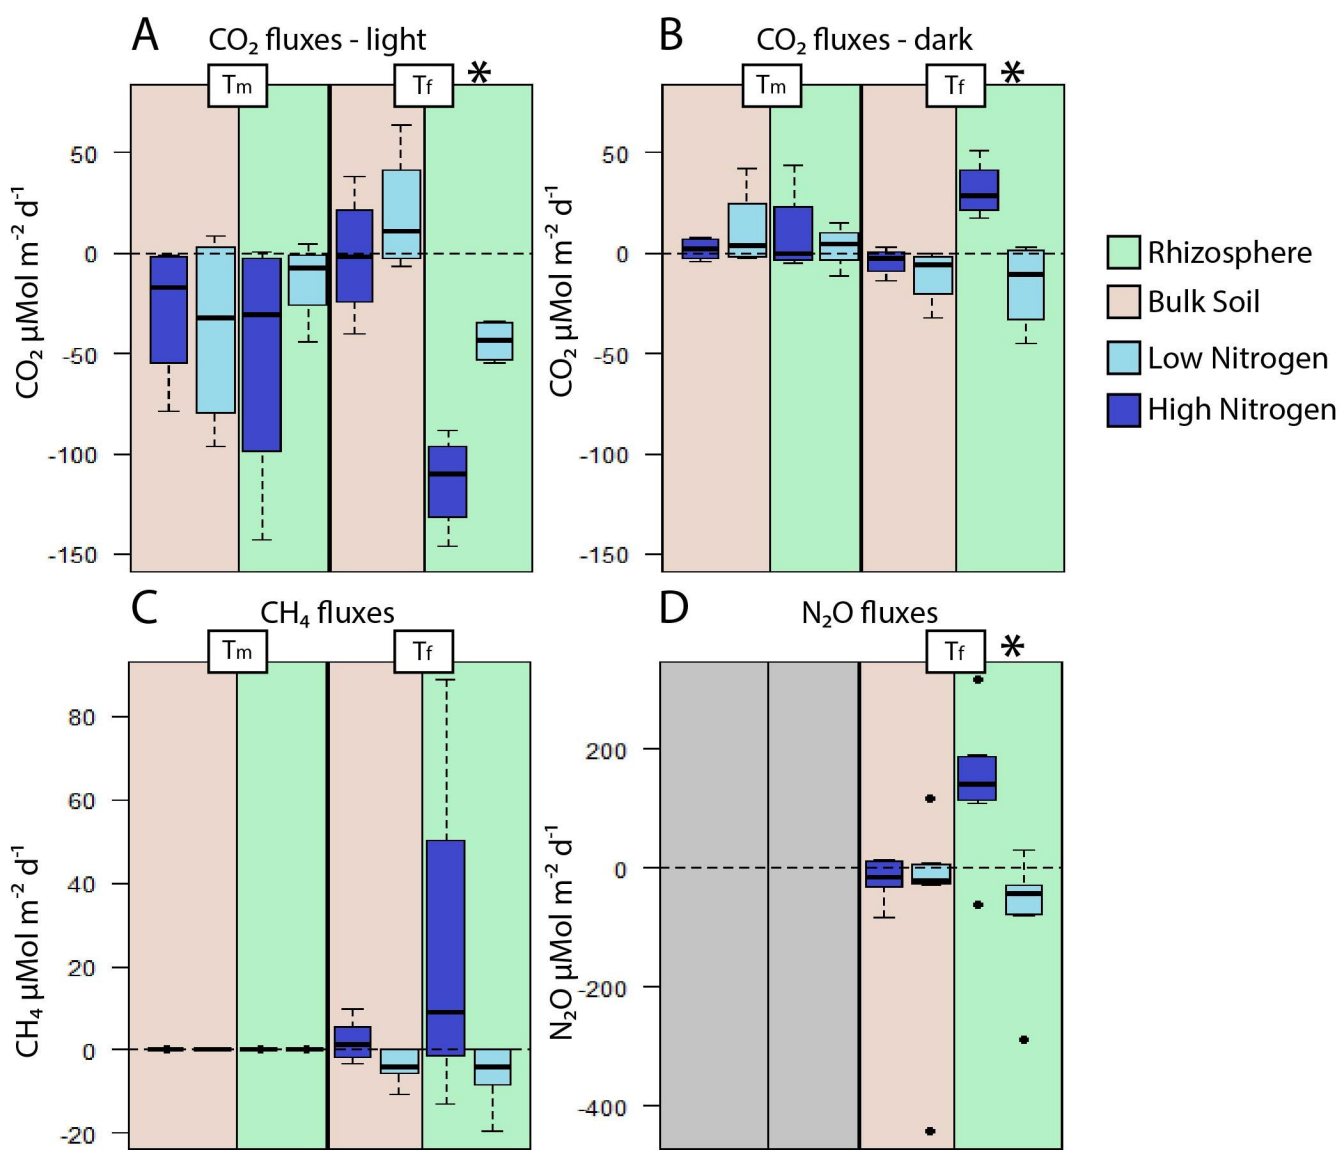 A CO₂ fluxes - light
Tm Tf *
50
0
-50
-100
-150
CO₂ µMol m⁻² d⁻¹
B CO₂ fluxes - dark
Tm Tf *
50
0
-50
-100
-150
CO₂ µMol m⁻² d⁻¹
Rhizosphere
Bulk Soil
Low Nitrogen
High Nitrogen
C CH₄ fluxes
Tm Tf
80
60
40
20
0
-20
CH₄ µMol m⁻² d⁻¹
D N₂O fluxes
Tf *
200
0
-200
-400
N₂O µMol m⁻² d⁻¹